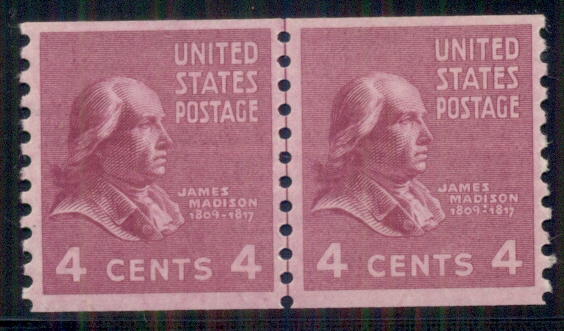 UNITED
STATES
POSTAGE
JAMES
MADISON
1809-1817
4 CENTS 4
UNITED
STATES
POSTAGE
JAMES
MADISON
1809-1817
4 CENTS 4